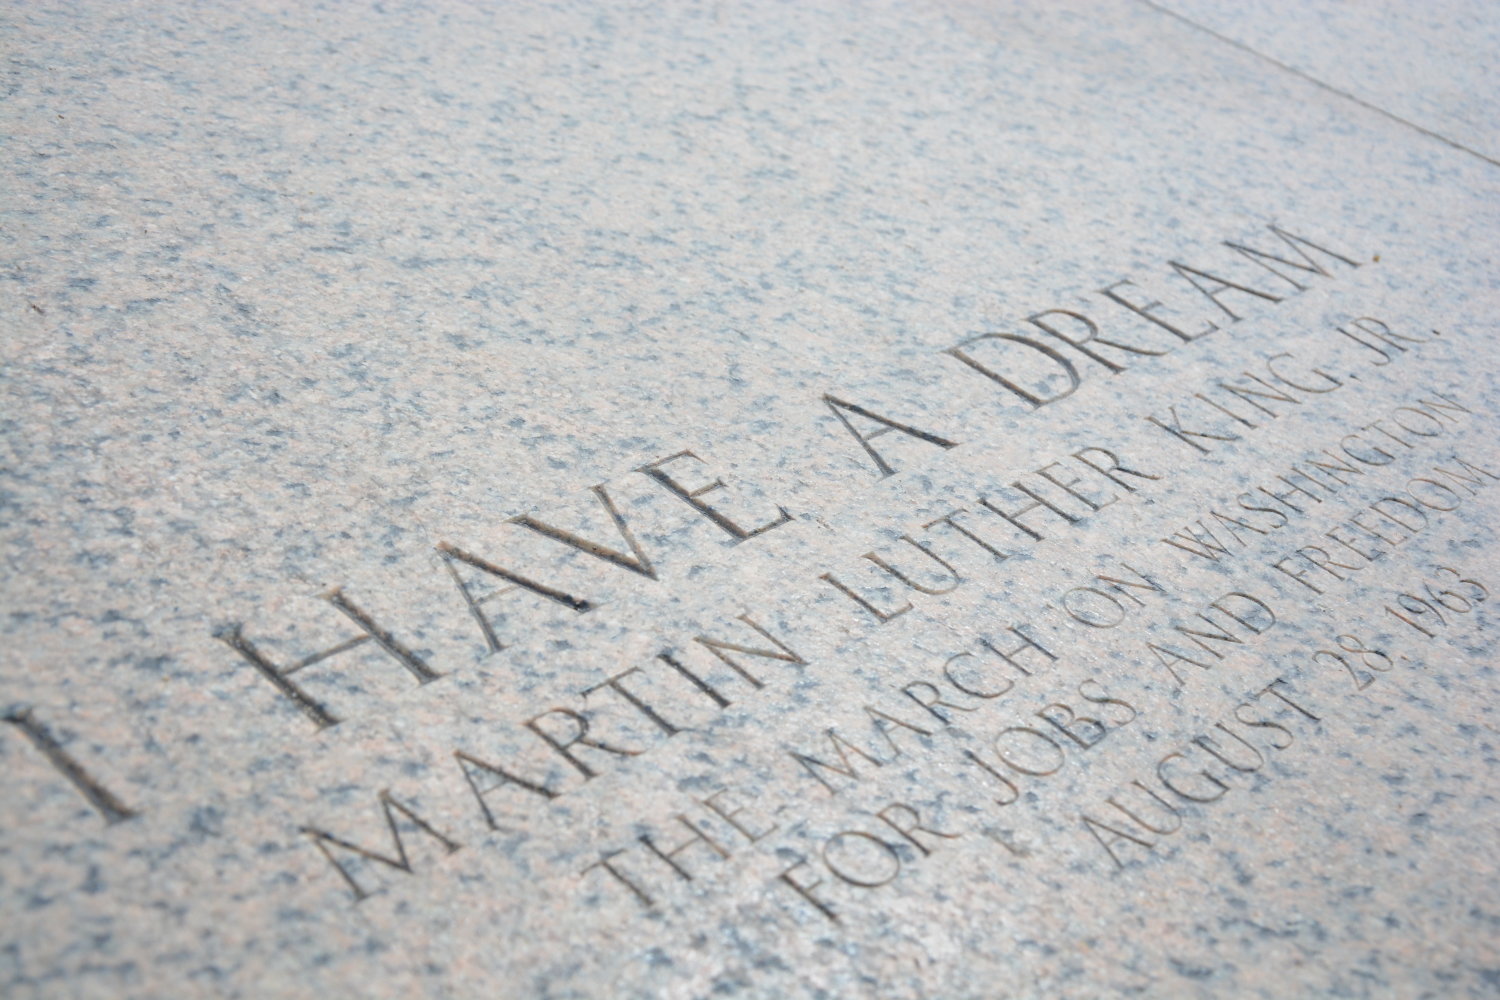 I HAVE A DREAM
MARTIN LUTHER KING, JR.
THE MARCH ON WASHINGTON
FOR JOBS AND FREEDOM
AUGUST 28, 1963